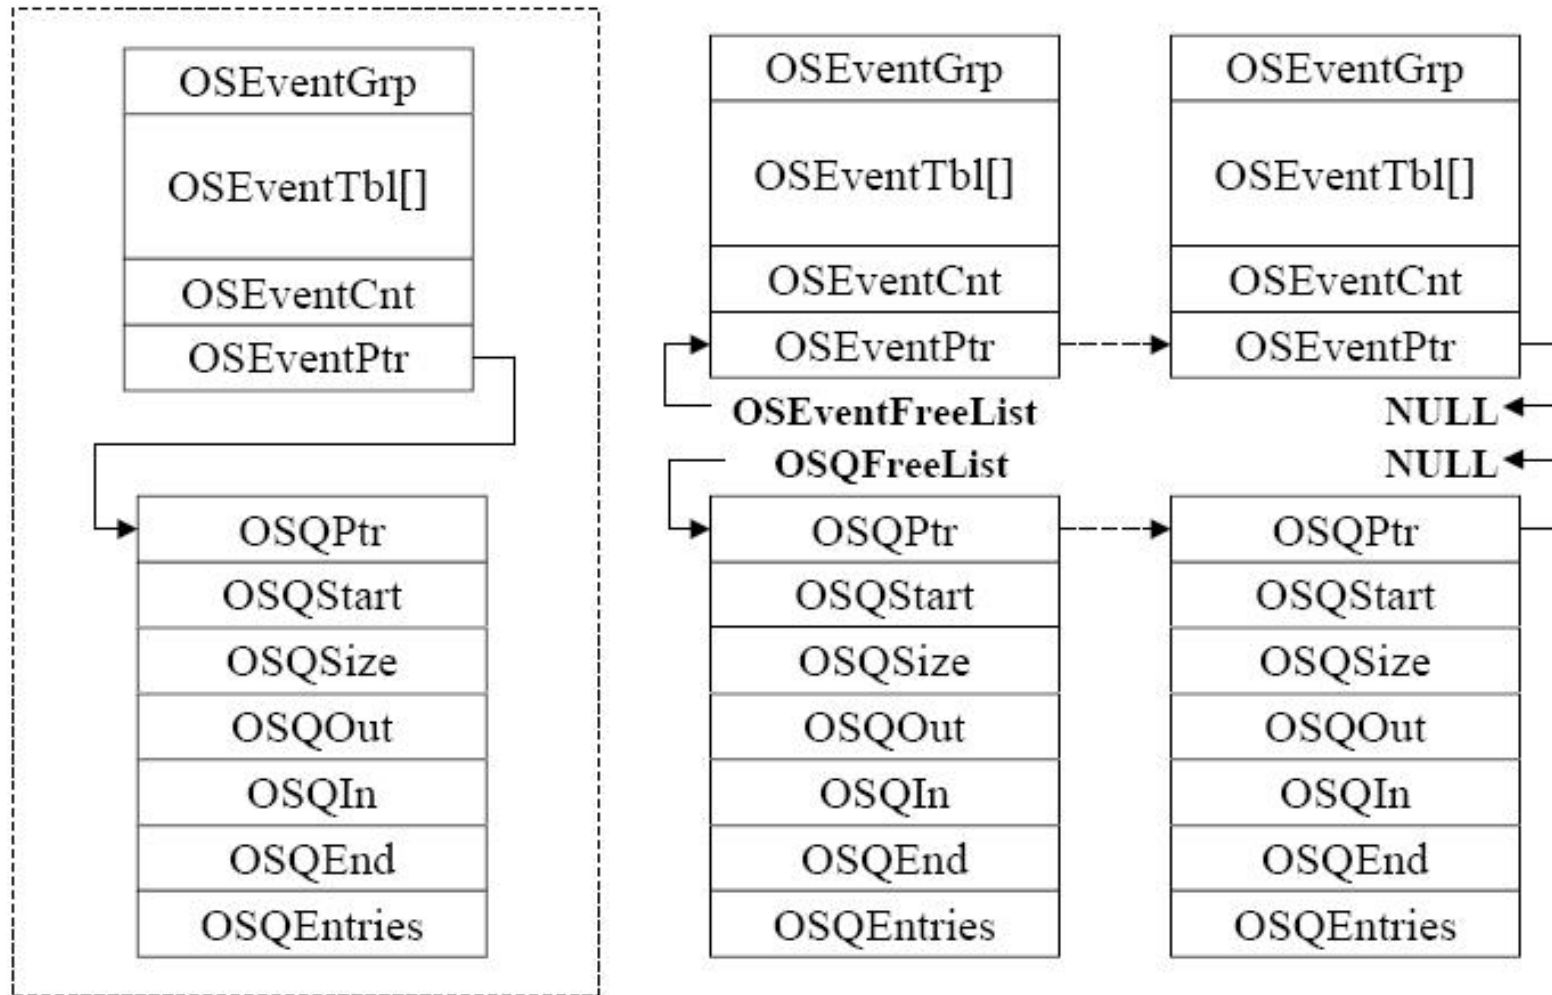 OSEventGrp
OSEventTbl[]
OSEventCnt
OSEventPtr
OSQPtr
OSQStart
OSQSize
OSQOut
OSQIn
OSQEnd
OSQEntries
OSEventGrp
OSEventTbl[]
OSEventCnt
OSEventPtr
OSEventGrp
OSEventTbl[]
OSEventCnt
OSEventPtr
OSEventFreeList
NULL
OSQFreeList
NULL
OSQPtr
OSQStart
OSQSize
OSQOut
OSQIn
OSQEnd
OSQEntries
OSQPtr
OSQStart
OSQSize
OSQOut
OSQIn
OSQEnd
OSQEntries